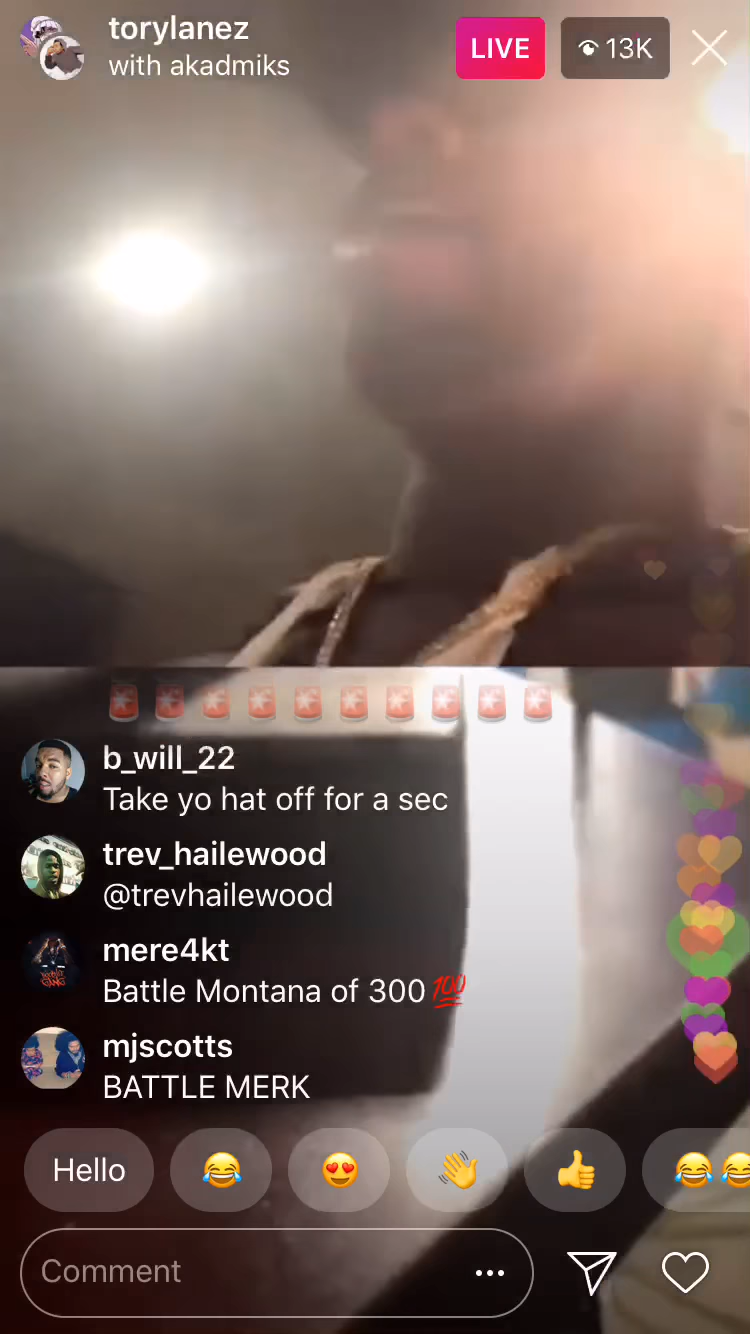 torylanez
with akadmiks
LIVE
13K
🚨🚨🚨🚨🚨🚨🚨🚨🚨🚨
b_will_22
Take yo hat off for a sec
trev_hailewood
@trevhailewood
mere4kt
Battle Montana of 300 💯
mjscotts
BATTLE MERK
Hello 😂 😍 👋 👍 😂😂
Comment ...